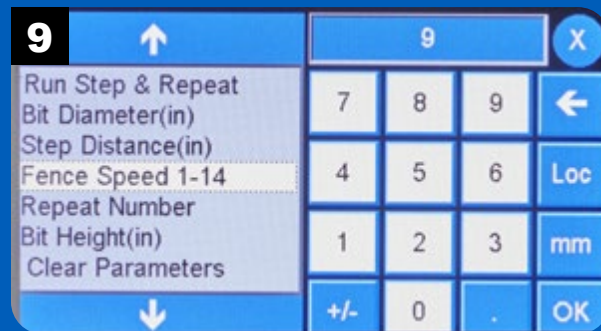 9
9
X
Run Step & Repeat
Bit Diameter(in)
Step Distance(in)
Fence Speed 1-14
Repeat Number
Bit Height(in)
Clear Parameters
7 8 9
4 5 6 Loc
1 2 3 mm
+/- 0 . OK